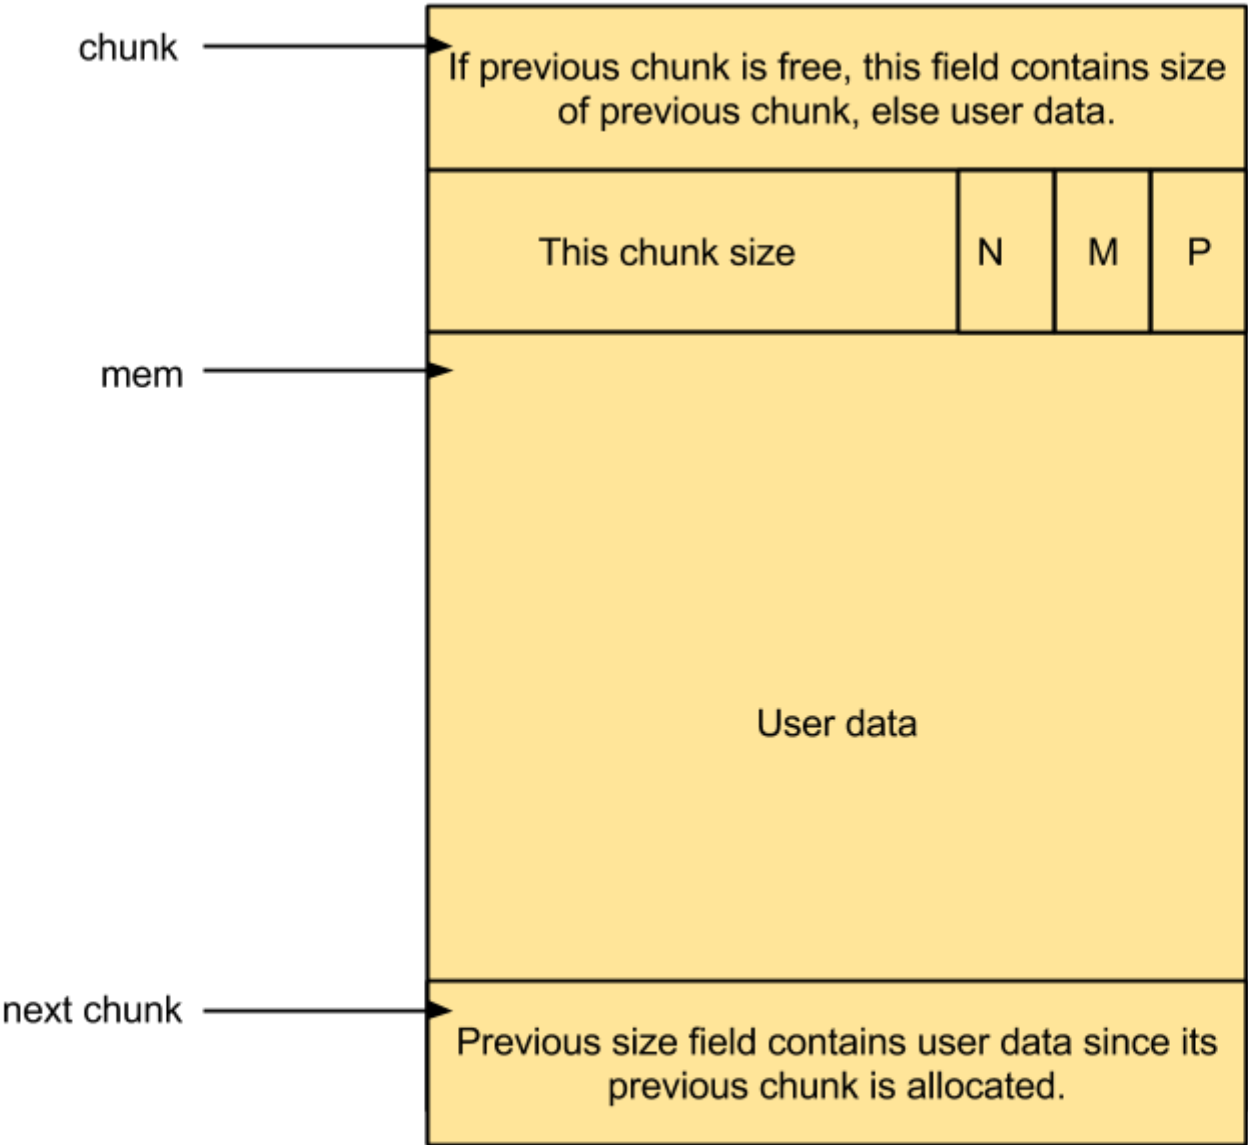 chunk
If previous chunk is free, this field contains size
of previous chunk, else user data.
This chunk size
N
M
P
mem
User data
next chunk
Previous size field contains user data since its
previous chunk is allocated.